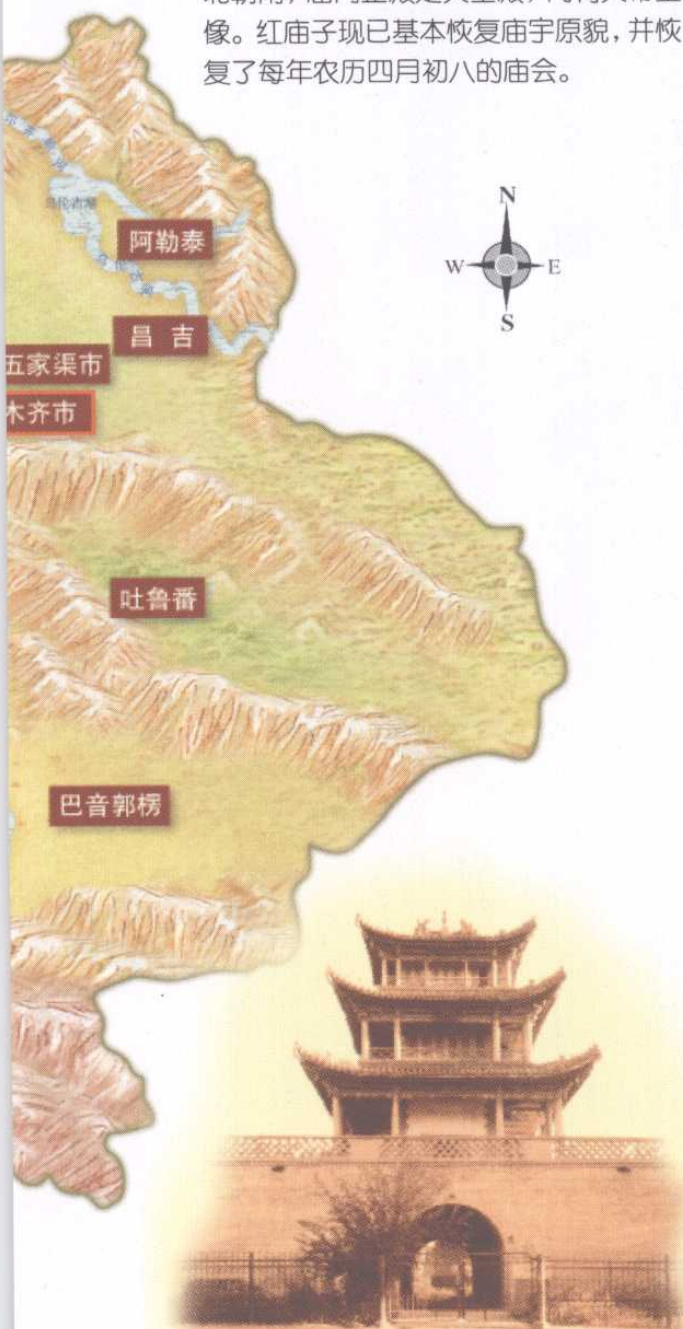 像。红庙子现已基本恢复庙宇原貌，并恢
复了每年农历四月初八的庙会。
N
W E
S
阿勒泰
昌吉
五家渠市
木齐市
吐鲁番
巴音郭楞